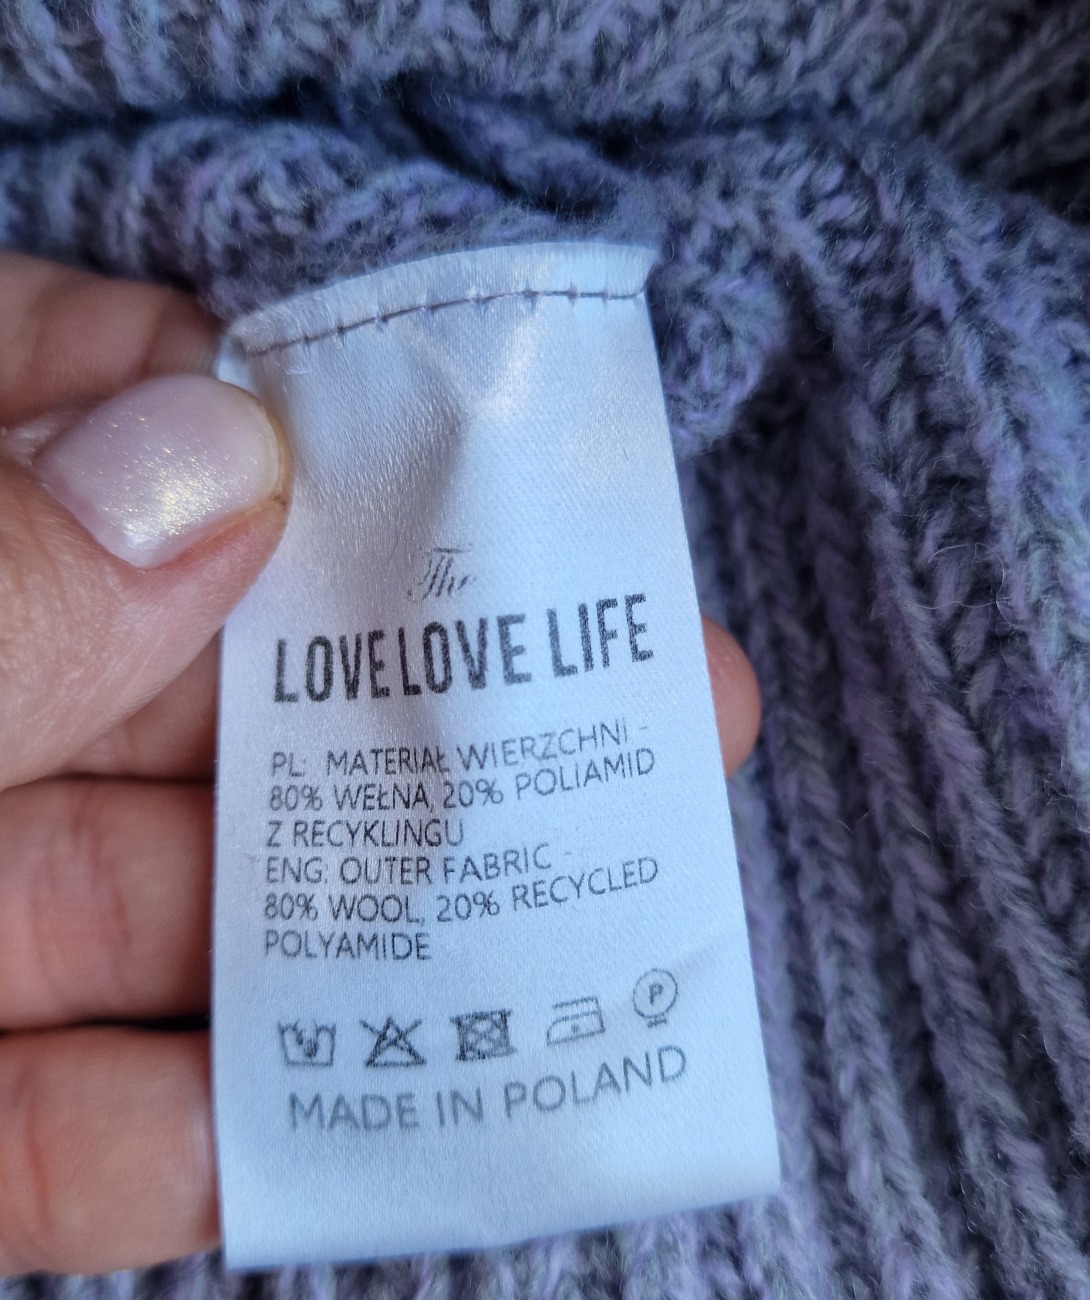 The
LOVE LOVE LIFE
PL: MATERIAŁ WIERZCHNI -
80% WEŁNA, 20% POLIAMID
Z RECYKLINGU
ENG: OUTER FABRIC -
80% WOOL, 20% RECYCLED
POLYAMIDE
P
MADE IN POLAND